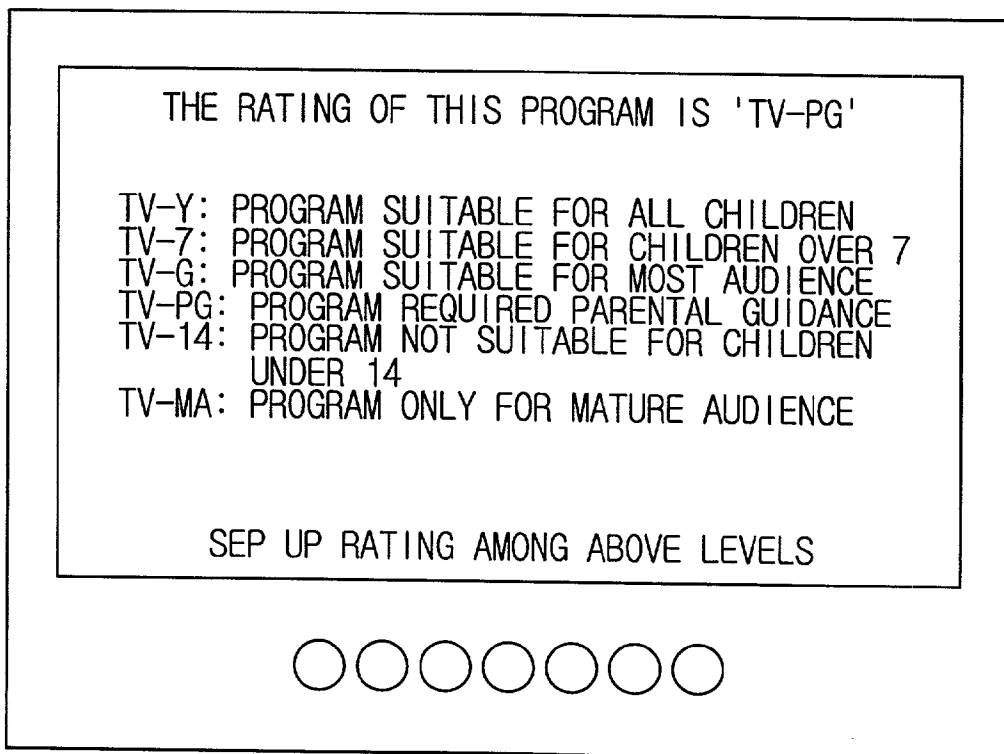 THE RATING OF THIS PROGRAM IS 'TV-PG'
TV-Y: PROGRAM SUITABLE FOR ALL CHILDREN
TV-7: PROGRAM SUITABLE FOR CHILDREN OVER 7
TV-G: PROGRAM SUITABLE FOR MOST AUDIENCE
TV-PG: PROGRAM REQUIRED PARENTAL GUIDANCE
TV-14: PROGRAM NOT SUITABLE FOR CHILDREN
UNDER 14
TV-MA: PROGRAM ONLY FOR MATURE AUDIENCE
SEP UP RATING AMONG ABOVE LEVELS